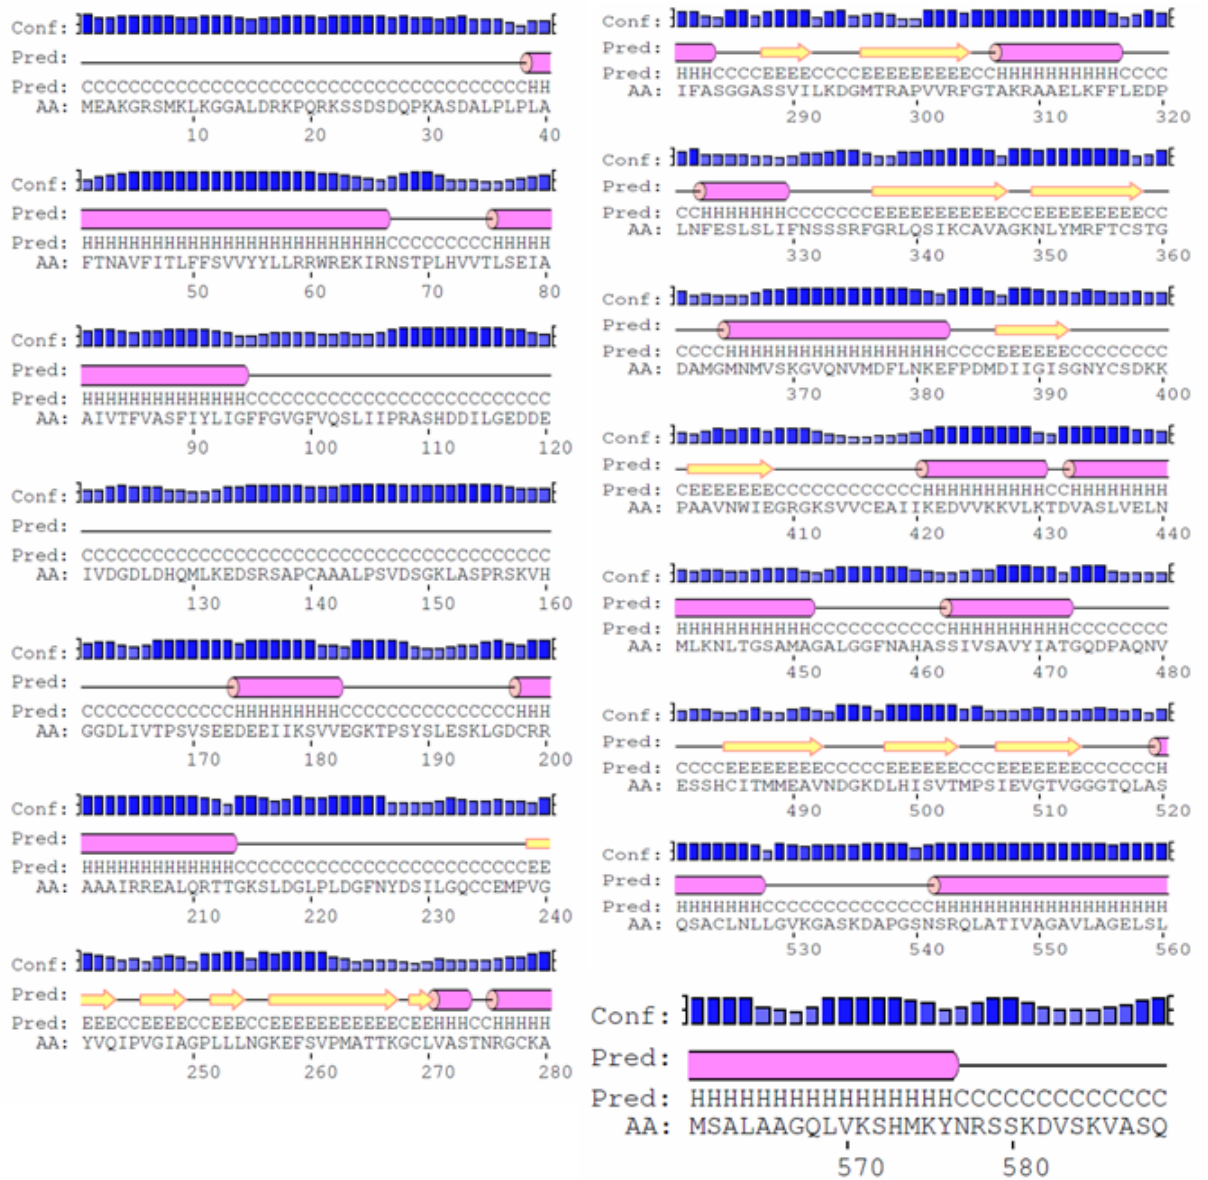 Conf:
Pred:
Pred: CCCCCCCCCCCCCCCCCCCCCCCCCCCCCCCCCCCCCCHH
AA: MEAKGRSMKLKGGALDRKPQRKSSDSDQPKASDALPLPLA
10 20 30 40
Conf:
Pred:
Pred: HHHHHHHHHHHHHHHHHHHHHHHHHHCCCCCCCCCHHHHH
AA: FTNAVFITLFFSVVYYLLRRWREKIRNSTPLHVVTLSEIA
50 60 70 80
Conf:
Pred:
Pred: HHHHHHHHHHHHHHCCCCCCCCCCCCCCCCCCCCCCCCCC
AA: AIVTFVASFIYLIGFFGVGFVQSLIIPRASHDDILGEDDE
90 100 110 120
Conf:
Pred:
Pred: CCCCCCCCCCCCCCCCCCCCCCCCCCCCCCCCCCCCCCCC
AA: IVDGDLDHQMLKEDSRSAPCAAALPSVDSGKLASPRSKVH
130 140 150 160
Conf:
Pred:
Pred: CCCCCCCCCCCCCHHHHHHHHHCCCCCCCCCCCCCCCHHH
AA: GGDLIVTPSVSEEDEEIIKSVVEGKTPSYSLESKLGDCRR
170 180 190 200
Conf:
Pred:
Pred: HHHHHHHHHHHHHCCCCCCCCCCCCCCCCCCCCCCCCCEE
AA: AAAIRREALQRTTGKSLDGLPLDGFNYDSILGQCCEMPVG
210 220 230 240
Conf:
Pred:
Pred: EEECCEEEECCEEECCEEEEEEEEEEECEEHHHCCHHHHH
AA: YVQIPVGIAGPLLLNGKEFSVPMATTKGCLVASTNRGCKA
250 260 270 280
Conf:
Pred:
Pred: HHHCCCCEEEECCCCEEEEEEEEECCHHHHHHHHHHHCCCC
AA: IFASGGASSVILKDGMTRAPVVRFGTAKRAAELKFFLEDP
290 300 310 320
Conf:
Pred:
Pred: CCHHHHHHHCCCCCCCEEEEEEEEEEECCEEEEEEEEECC
AA: LNFESLSLIFNSSSRFGRLQSIKCAVAGKNLYMRFTCSTG
330 340 350 360
Conf:
Pred:
Pred: CCCCHHHHHHHHHHHHHHHHHHCCCCEEEEEECCCCCCCC
AA: DAMGMNMVSKGVQNVMDFLNKEFPDMDIIGISGNYCSDKK
370 380 390 400
Conf:
Pred:
Pred: CEEEEEEECCCCCCCCCCCCHHHHHHHHHHCCHHHHHHHH
AA: PAAVNWIEGRGKSVVCEAIIKEDVVKKVLKTDVASLVELN
410 420 430 440
Conf:
Pred:
Pred: HHHHHHHHHHHCCCCCCCCCCCHHHHHHHHHHCCCCCCCC
AA: MLKNLTGSAMAGALGGFNAHASSIVSAVYIATGQDPAQNV
450 460 470 480
Conf:
Pred:
Pred: CCCCEEEEEEEECCCCCEEEEEECCCEEEEEEECCCCCCH
AA: ESSHCITMMEAVNDGKDLHISVTMPSIEVGTVGGGTQLAS
490 500 510 520
Conf:
Pred:
Pred: HHHHHHHCCCCCCCCCCCCCCHHHHHHHHHHHHHHHHHHH
AA: QSACLNLLGVKGASKDAPGSNSRQLATIVAGAVLAGELSL
530 540 550 560
Conf:
Pred:
Pred: HHHHHHHHHHHHHHHHCCCCCCCCCCCCC
AA: MSALAAGQLVKSHMKYNRSSKDVSKVASQ
570 580